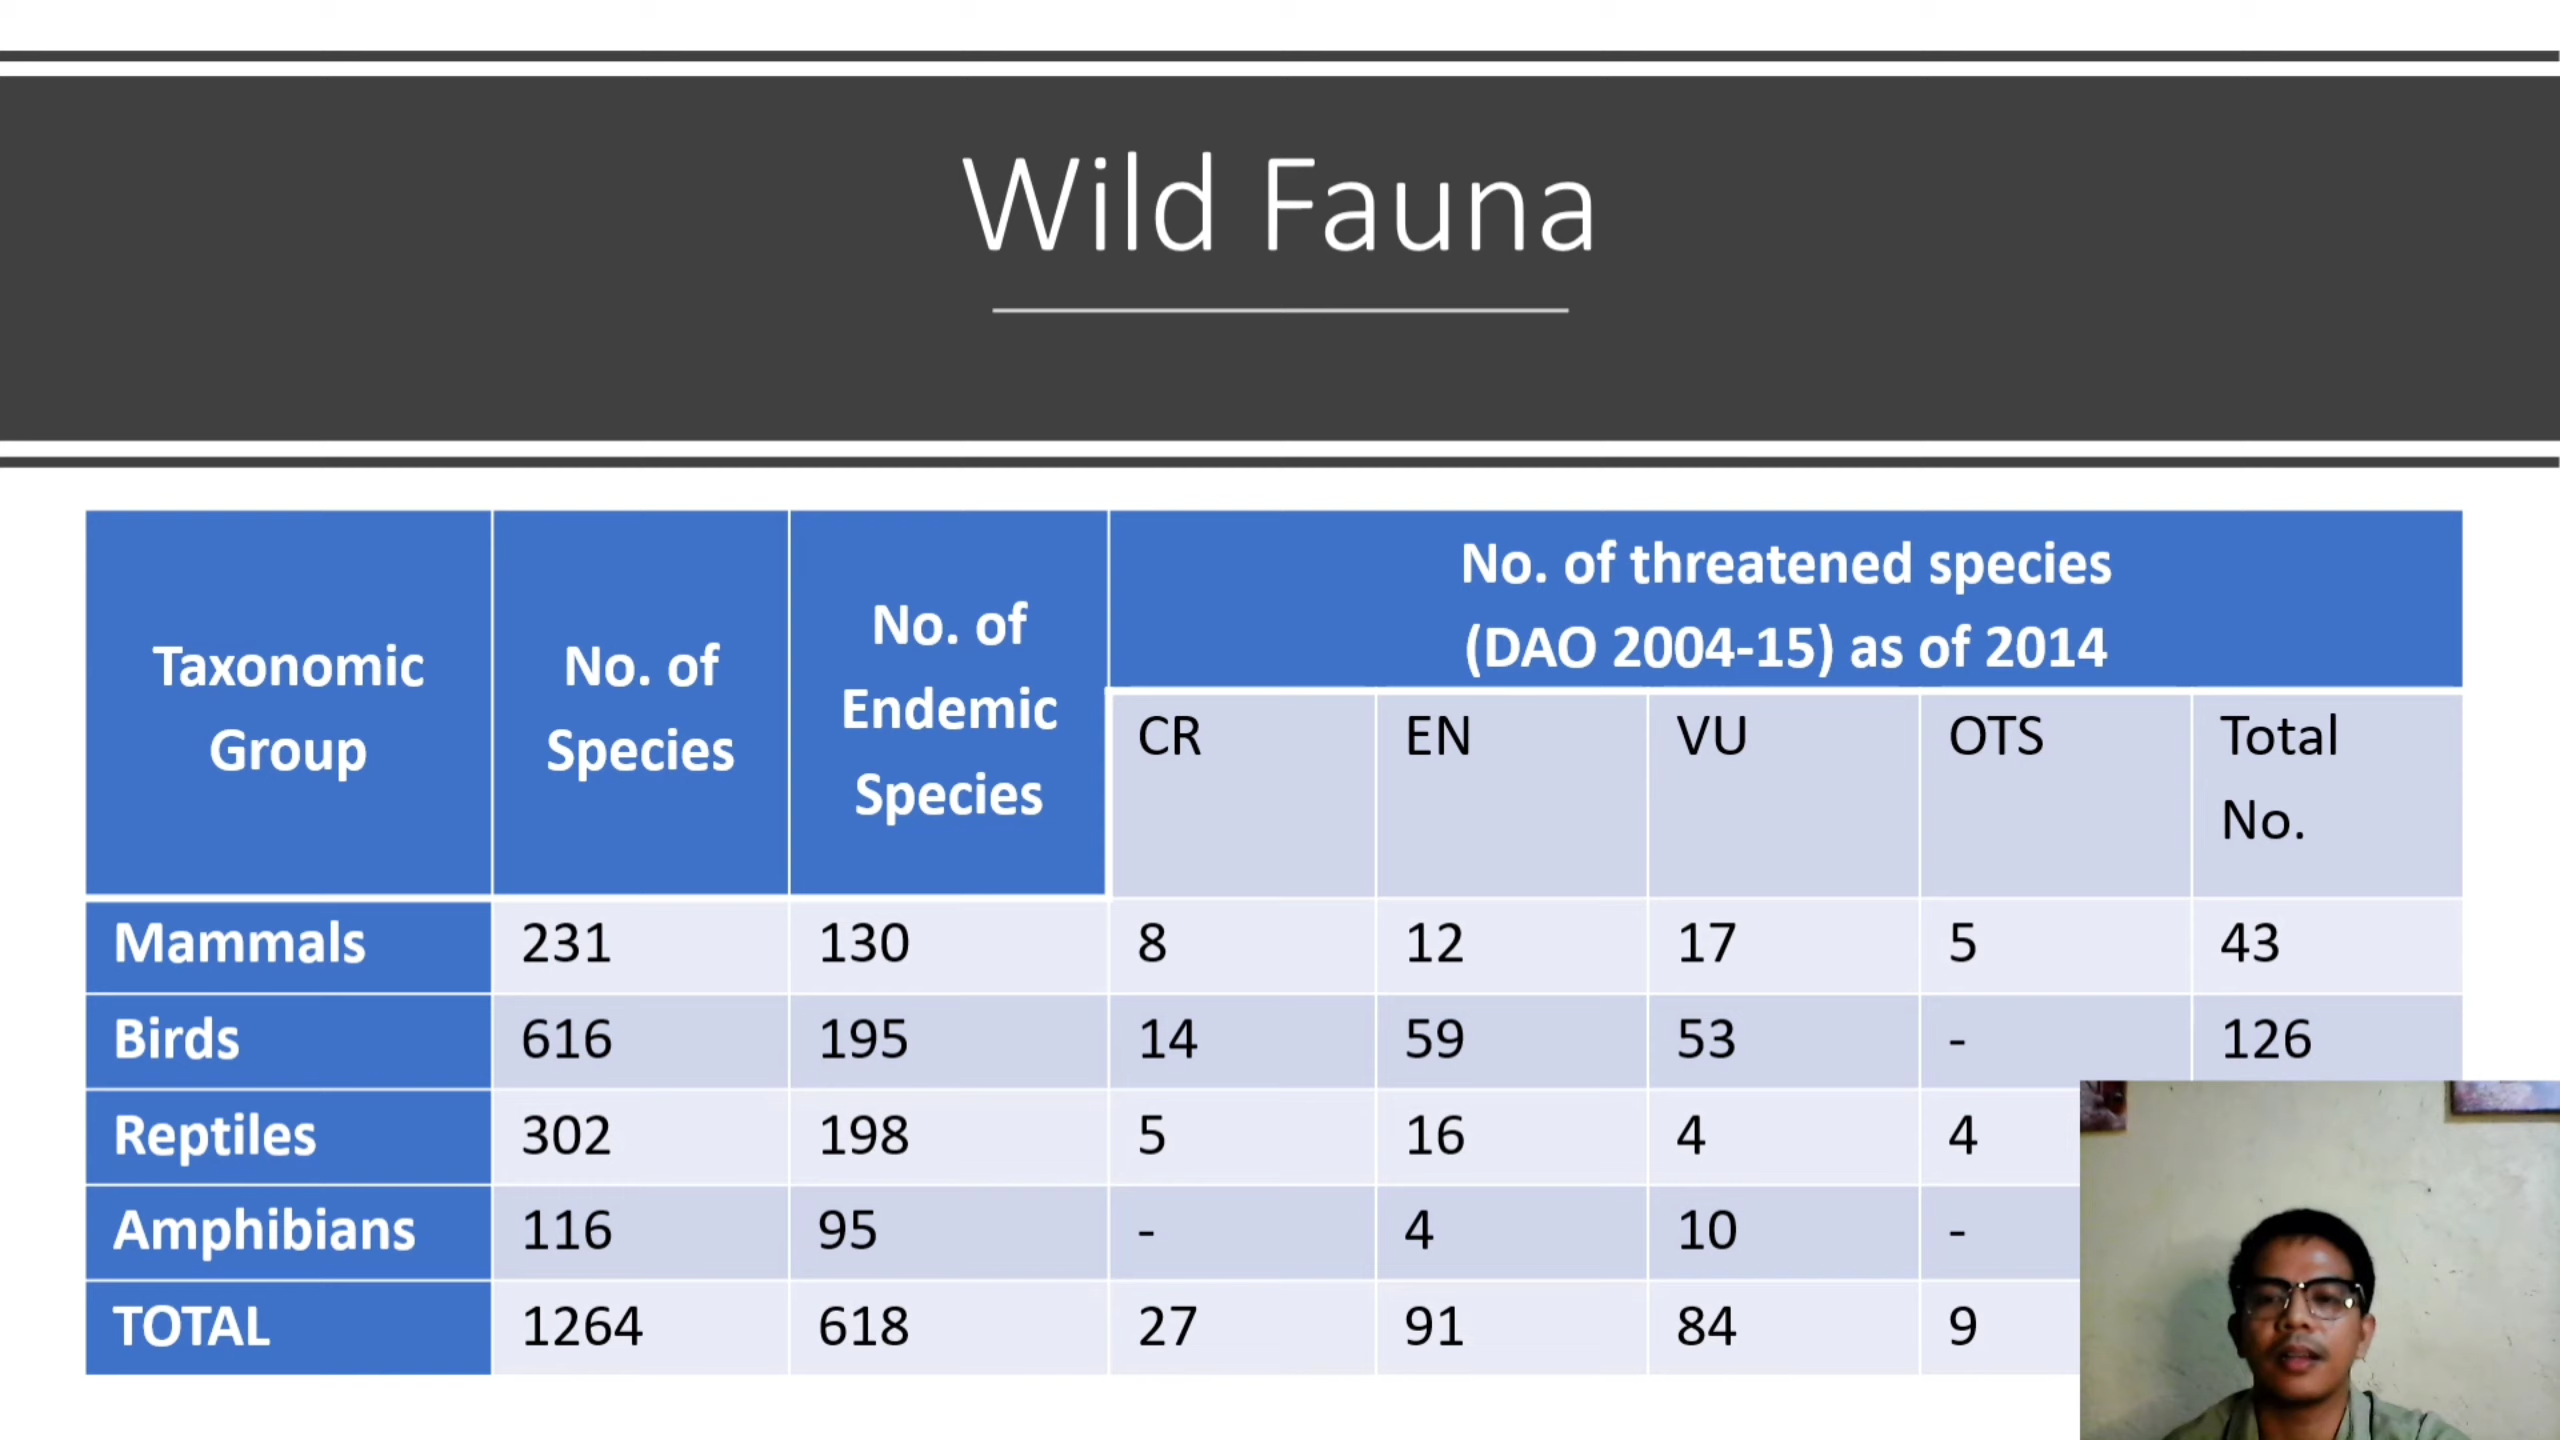 Wild Fauna
No. of threatened species
(DAO 2004-15) as of 2014
Taxonomic
Group
No. of
Species
No. of
Endemic
Species
CR EN VU OTS Total
No.
Mammals 231 130 8 12 17 5 43
Birds 616 195 14 59 53 - 126
Reptiles 302 198 5 16 4 4
Amphibians 116 95 - 4 10 -
TOTAL 1264 618 27 91 84 9